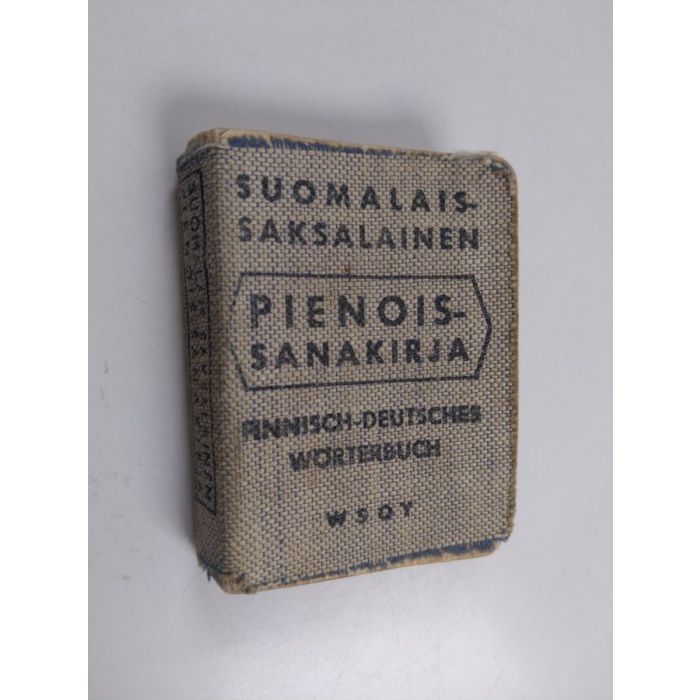 SUOMALAIS-
SAKSALAINEN
PIENOIS-
SANAKIRJA
FINNISCH-DEUTSCHES
WÖRTERBUCH
WSOY